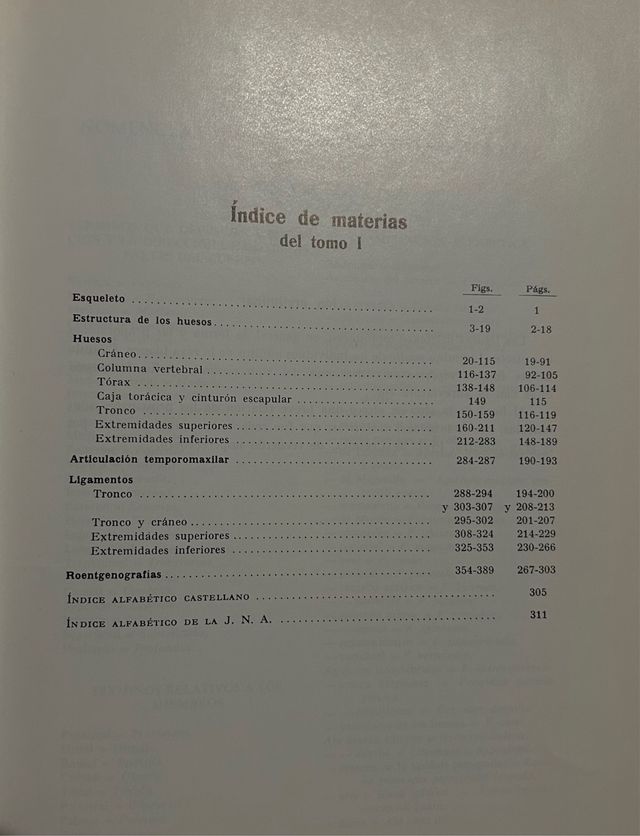 Índice de materias
del tomo I
Figs. Págs.
Esqueleto 1-2 1
Estructura de los huesos 3-19 2-18
Huesos
Cráneo 20-115 19-91
Columna vertebral 116-137 92-105
Tórax 138-148 106-114
Caja torácica y cinturón escapular 149 115
Tronco 150-159 116-119
Extremidades superiores 160-211 120-147
Extremidades inferiores 212-283 148-189
Articulación temporomaxilar 284-287 190-193
Ligamentos
Tronco 288-294 194-200
y 303-307 y 208-213
Tronco y cráneo 295-302 201-207
Extremidades superiores 308-324 214-229
Extremidades inferiores 325-353 230-266
Roentgenografías 354-389 267-303
ÍNDICE ALFABÉTICO CASTELLANO 305
ÍNDICE ALFABÉTICO DE LA J. N. A. 311